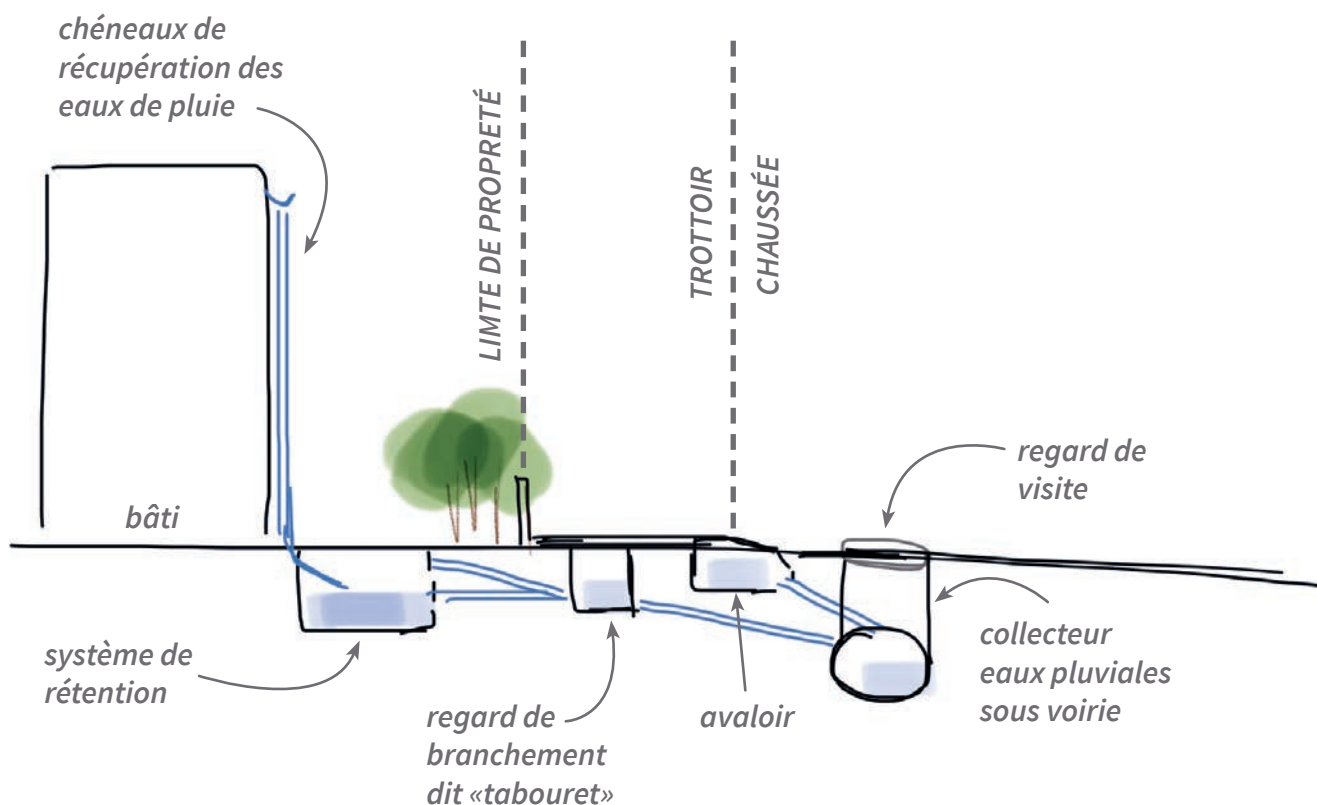 chéneaux de
récupération des
eaux de pluie
LIMTE DE PROPRETÉ
TROTTOIR
CHAUSSÉE
regard de
visite
bâti
système de
rétention
regard de
branchement
dit «tabouret»
avaloir
collecteur
eaux pluviales
sous voirie